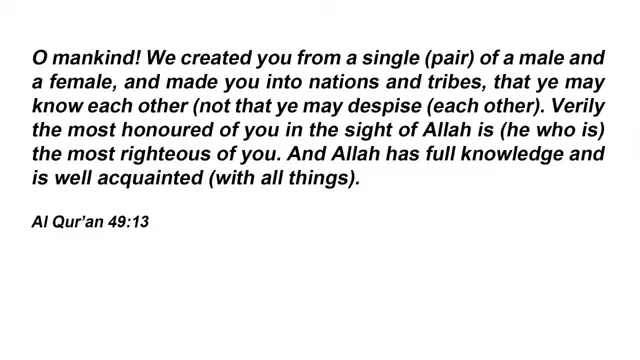 O mankind! We created you from a single (pair) of a male and
a female, and made you into nations and tribes, that ye may
know each other (not that ye may despise (each other). Verily
the most honoured of you in the sight of Allah is (he who is)
the most righteous of you. And Allah has full knowledge and
is well acquainted (with all things).
Al Qur’an 49:13